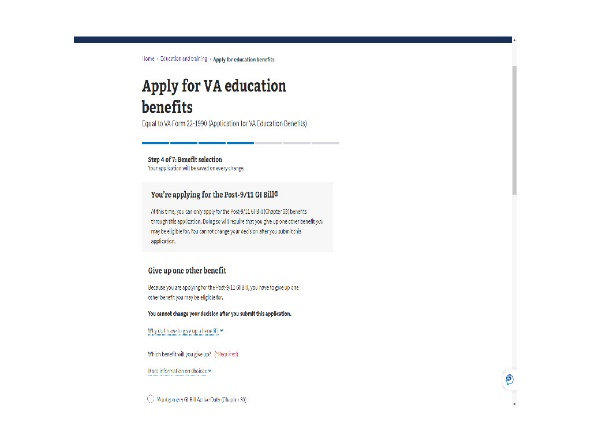 Home › Education and training › Apply for education benefits
Apply for VA education
benefits
Equal to VA Form 22-1990 (Application for VA Education Benefits)
Step 4 of 7: Benefit selection
Your application will be saved on every change.
You're applying for the Post-9/11 GI Bill®
At this time, you can only apply for the Post-9/11 GI Bill (Chapter 33) benefits
through this application. Doing so will require that you give up one other benefit you
may be eligible for. You cannot change your decision after you submit this
application.
Give up one other benefit
Because you are applying for the Post-9/11 GI Bill, you have to give up one
other benefit you may be eligible for.
You cannot change your decision after you submit this application.
Why do I have to give up a benefit?
Which benefit will you give up? (*Required)
More information on choices
Montgomery GI Bill Active Duty (Chapter 30)